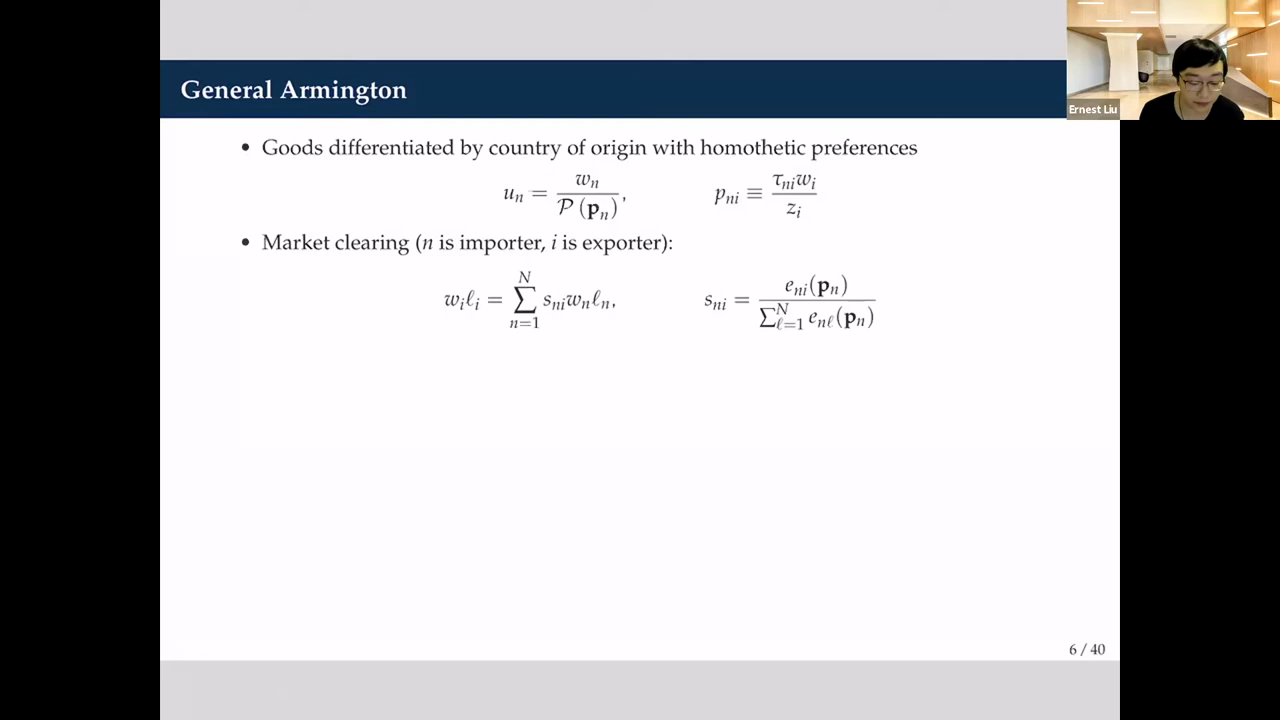 General Armington
Ernest Liu
• Goods differentiated by country of origin with homothetic preferences
u_n = w_n / 𝒫(𝐩_n), p_ni ≡ τ_ni w_i / z_i
• Market clearing (n is importer, i is exporter):
w_i ℓ_i = ∑_{n=1}^{N} s_ni w_n ℓ_n, s_ni = e_ni(𝐩_n) / ∑_{ℓ=1}^{N} e_nℓ(𝐩_n)
6 / 40